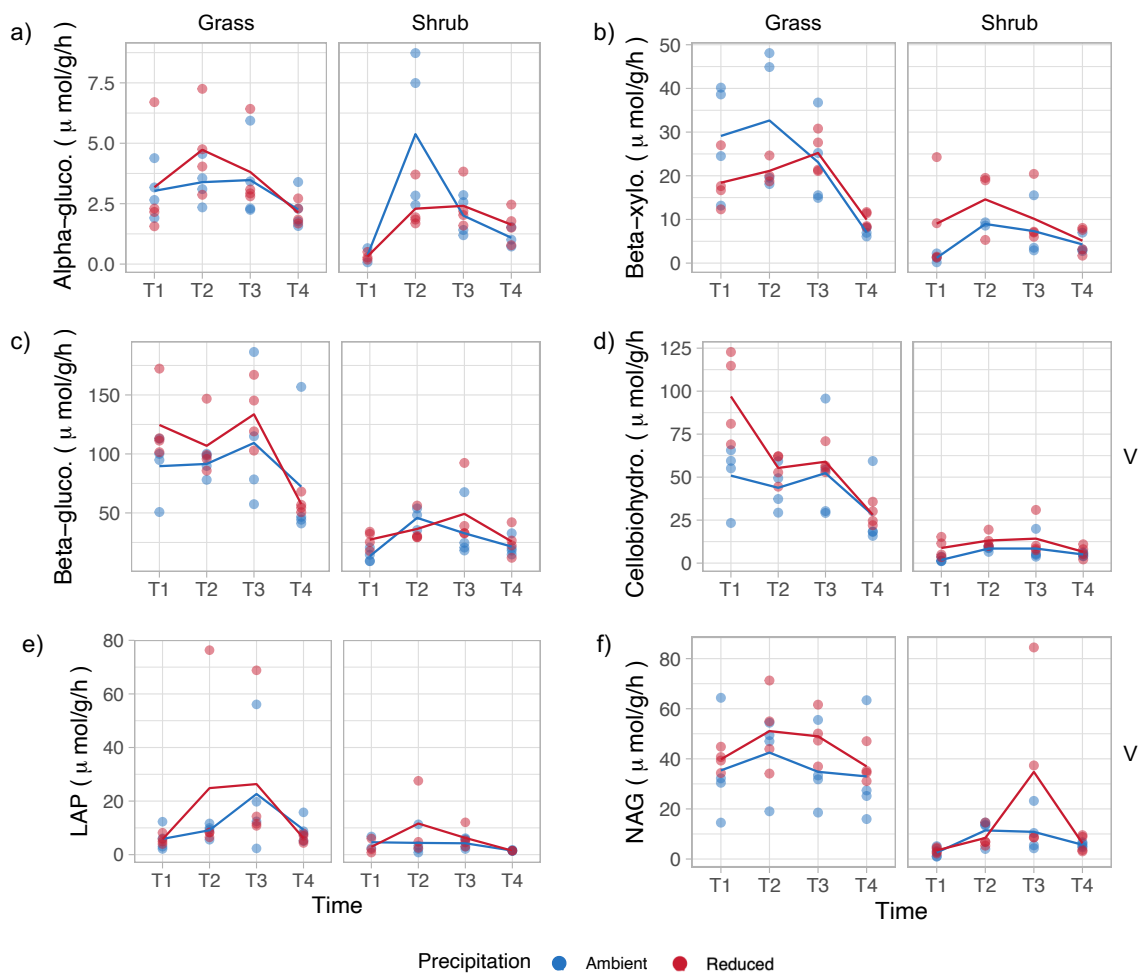 a) Grass Shrub
Alpha−gluco. ( μ mol/g/h )
7.5
5.0
2.5
0.0
T1 T2 T3 T4 T1 T2 T3 T4
b) Grass Shrub
Beta−xylo. ( μ mol/g/h )
50
40
30
20
10
0
T1 T2 T3 T4 T1 T2 T3 T4
c)
Beta−gluco. ( μ mol/g/h )
150
100
50
T1 T2 T3 T4 T1 T2 T3 T4
d)
Cellobiohydro. ( μ mol/g/h
125
100
75
50
25
0
T1 T2 T3 T4 T1 T2 T3 T4
V
e)
LAP ( μ mol/g/h )
80
60
40
20
0
T1 T2 T3 T4 T1 T2 T3 T4
Time
f)
NAG ( μ mol/g/h )
80
60
40
20
0
T1 T2 T3 T4 T1 T2 T3 T4
Time
V
Precipitation Ambient Reduced